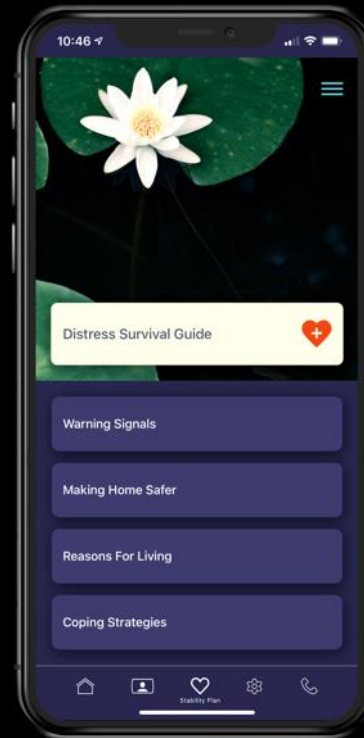 10:46
Distress Survival Guide
Warning Signals
Making Home Safer
Reasons For Living
Coping Strategies
Stability Plan